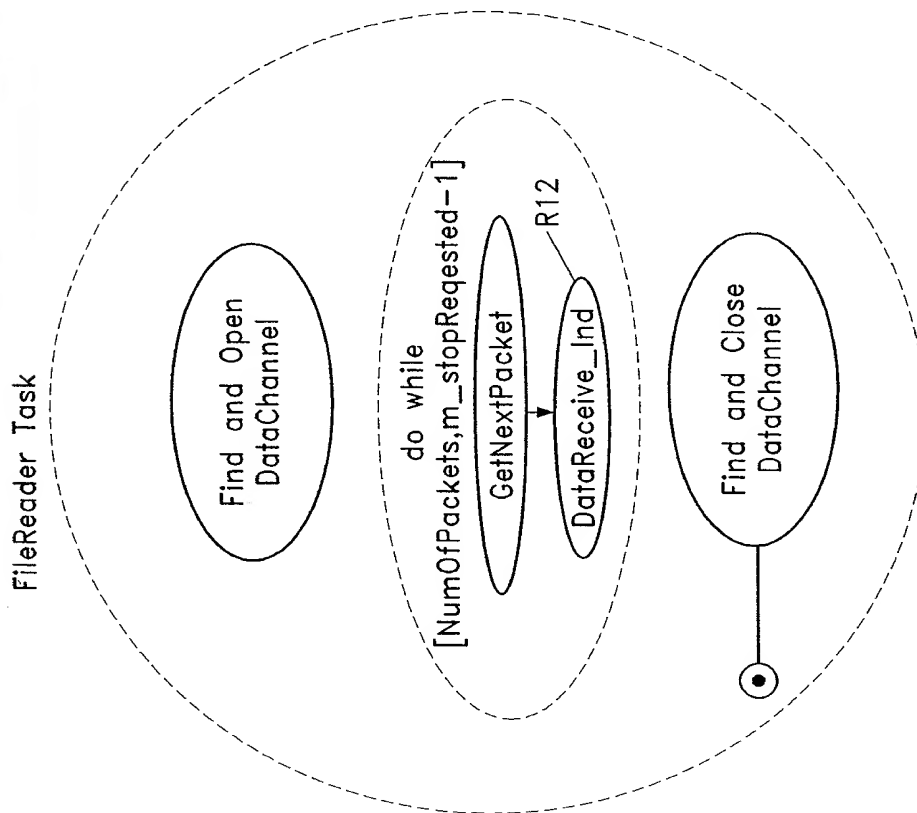 FileReader Task
Find and Open
DataChannel
do while
[NumOfPackets,m_stopReqested-1]
GetNextPacket
DataReceive_Ind
R12
Find and Close
DataChannel